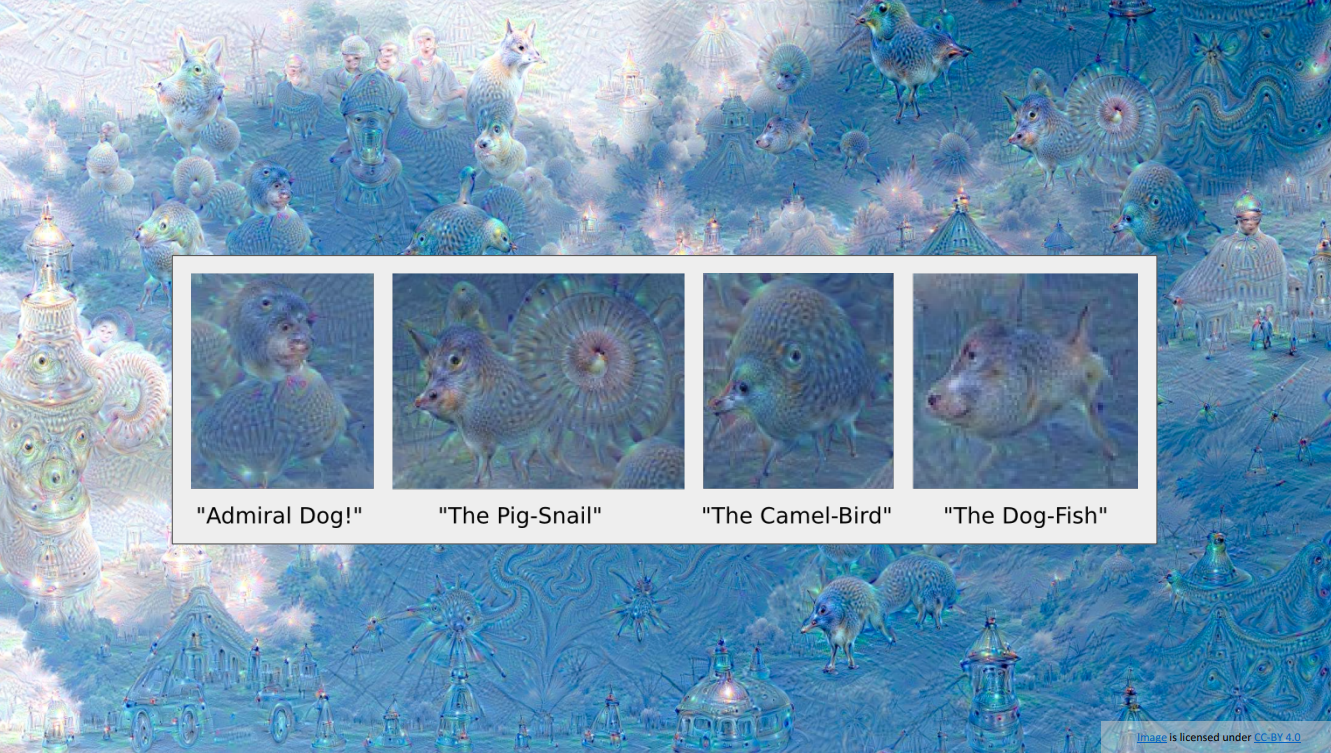 "Admiral Dog!"
"The Pig-Snail"
"The Camel-Bird"
"The Dog-Fish"
Image is licensed under CC-BY 4.0